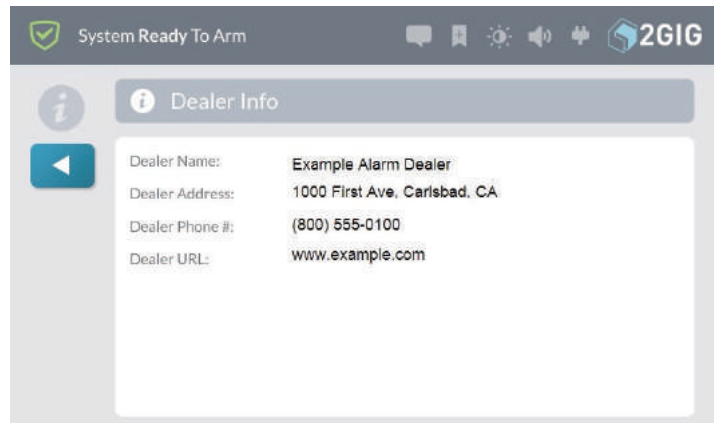 System Ready To Arm
2GIG
Dealer Info
Dealer Name: Example Alarm Dealer
Dealer Address: 1000 First Ave, Carlsbad, CA
Dealer Phone #: (800) 555-0100
Dealer URL: www.example.com